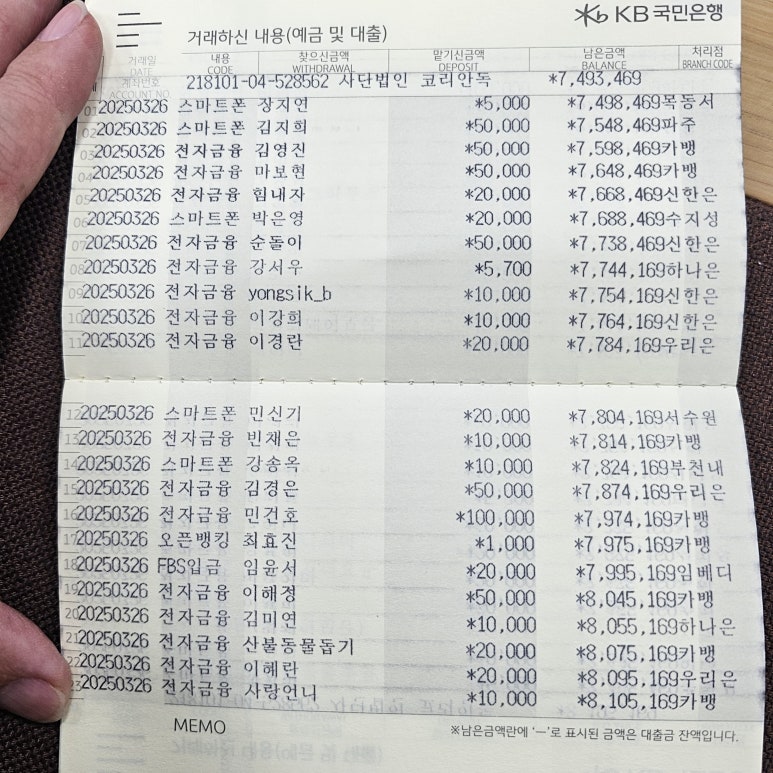 KB 국민은행
거래하신 내용(예금 및 대출)
거래일 내용 찾으신금액 맡기신금액 남은금액 처리점
DATE CODE WITHDRAWAL DEPOSIT BALANCE BRANCH CODE
계좌번호 218101-04-528562 사단법인 코리안독 *7,493,469
ACCOUNT NO.
01 20250326 스마트폰 장지연 *5,000 *7,498,469목동서
02 20250326 스마트폰 김지희 *50,000 *7,548,469파주
03 20250326 전자금융 김영진 *50,000 *7,598,469카뱅
04 20250326 전자금융 마보현 *50,000 *7,648,469카뱅
05 20250326 전자금융 힘내자 *20,000 *7,668,469신한은
06 20250326 스마트폰 박은영 *20,000 *7,688,469수지성
07 20250326 전자금융 순돌이 *50,000 *7,738,469신한은
08 20250326 전자금융 강서우 *5,700 *7,744,169하나은
09 20250326 전자금융 yongsik_b *10,000 *7,754,169신한은
10 20250326 전자금융 이강희 *10,000 *7,764,169신한은
11 20250326 전자금융 이경란 *20,000 *7,784,169우리은
12 20250326 스마트폰 민신기 *20,000 *7,804,169서수원
13 20250326 전자금융 빈채은 *10,000 *7,814,169카뱅
14 20250326 스마트폰 강송옥 *10,000 *7,824,169부천내
15 20250326 전자금융 김경은 *50,000 *7,874,169우리은
16 20250326 전자금융 민건호 *100,000 *7,974,169카뱅
17 20250326 오픈뱅킹 최효진 *1,000 *7,975,169카뱅
18 20250326 FBS입금 임윤서 *20,000 *7,995,169임베디
19 20250326 전자금융 이해정 *50,000 *8,045,169카뱅
20 20250326 전자금융 김미연 *10,000 *8,055,169하나은
21 20250326 전자금융 산불동물돕기 *20,000 *8,075,169카뱅
22 20250326 전자금융 이혜란 *20,000 *8,095,169우리은
23 20250326 전자금융 사랑언니 *10,000 *8,105,169카뱅
MEMO
※남은금액란에 '—'로 표시된 금액은 대출금 잔액입니다.